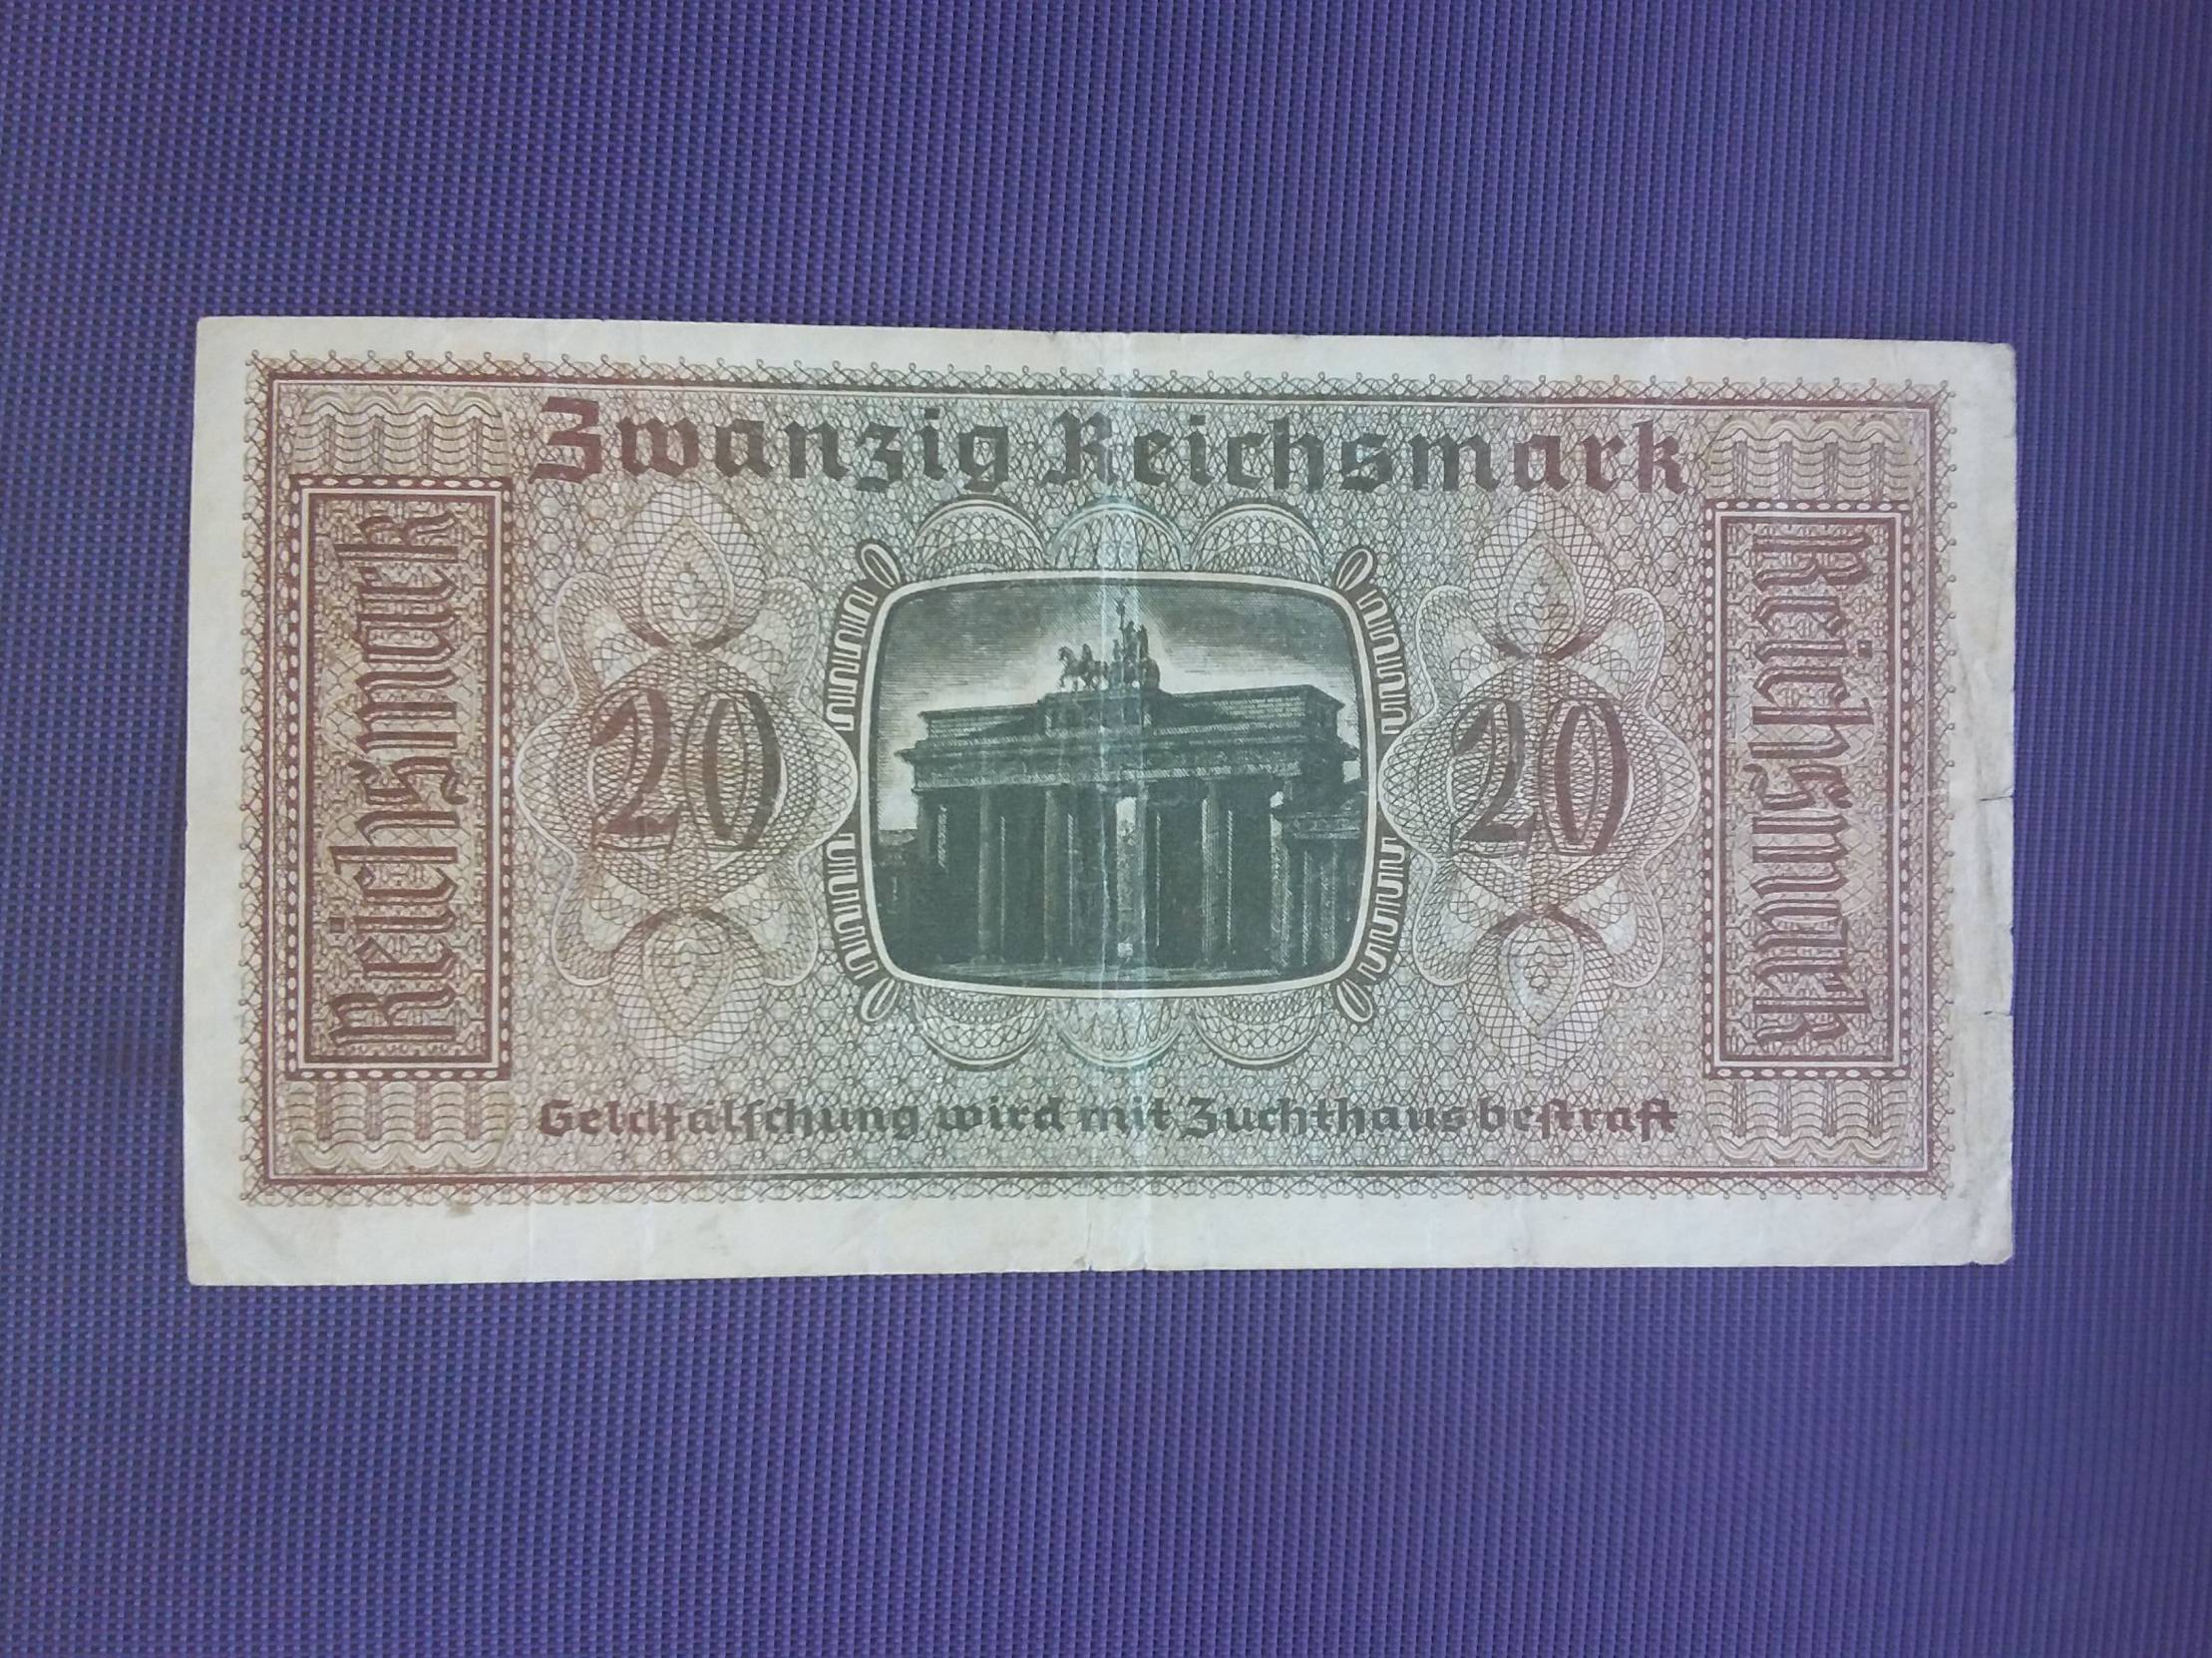 Zwanzig Reichsmark
Reichsmark
20
20
Reichsmark
Geldfälschung wird mit Zuchthaus bestraft